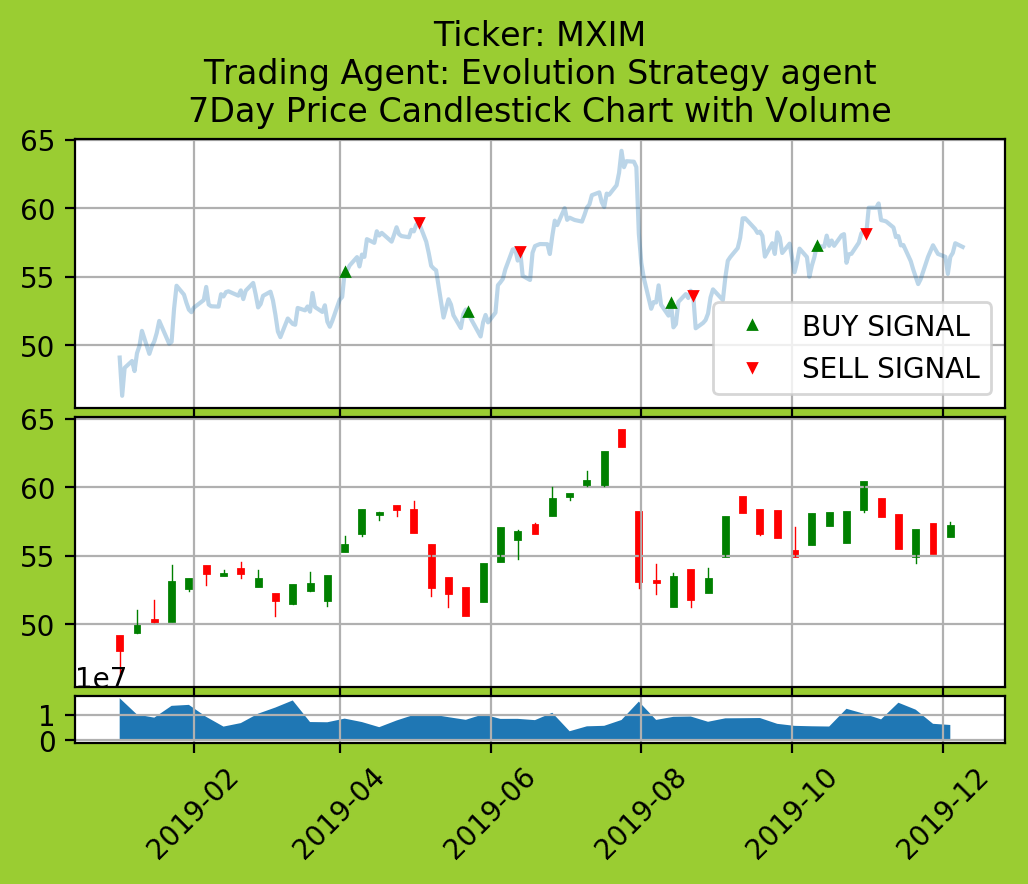 Ticker: MXIM
Trading Agent: Evolution Strategy agent
7Day Price Candlestick Chart with Volume
65
60
55
50
BUY SIGNAL
SELL SIGNAL
65
60
55
50
1e7
1
0
2019-02
2019-04
2019-06
2019-08
2019-10
2019-12